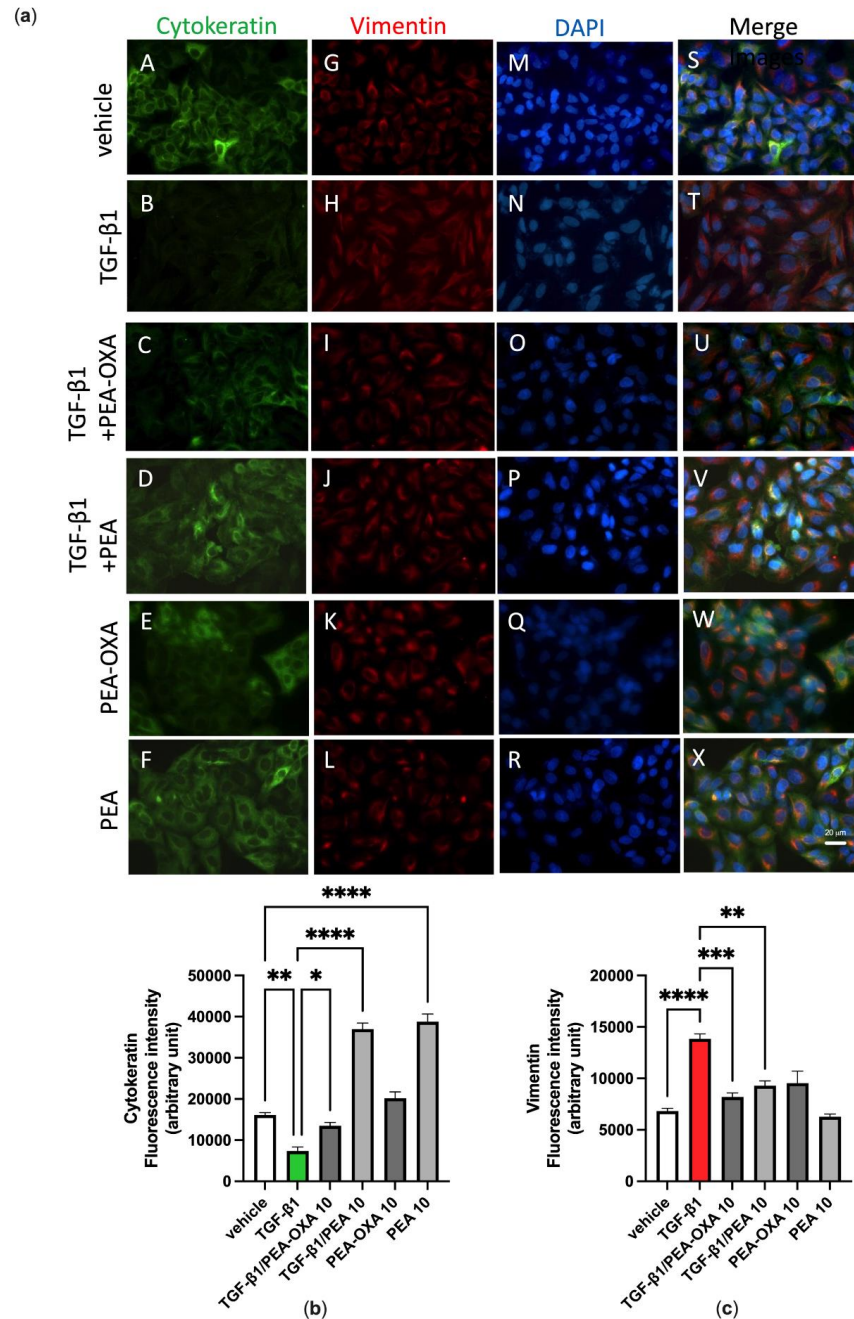 (a)
Cytokeratin Vimentin DAPI Merge
images
vehicle A G M S
TGF-β1 B H N T
TGF-β1
+PEA-OXA C I O U
TGF-β1
+PEA D J P V
PEA-OXA E K Q W
PEA F L R X
20 μm
****
****
** *
50000
40000
30000
20000
10000
0
Cytokeratin
Fluorescence intensity
(arbitrary unit)
vehicle
TGF-β1
TGF-β1/PEA-OXA 10
TGF-β1/PEA 10
PEA-OXA 10
PEA 10
(b)
**
***
****
20000
15000
10000
5000
0
Vimentin
Fluorescence intensity
(arbitrary unit)
vehicle
TGF-β1
TGF-β1/PEA-OXA 10
TGF-β1/PEA 10
PEA-OXA 10
PEA 10
(c)